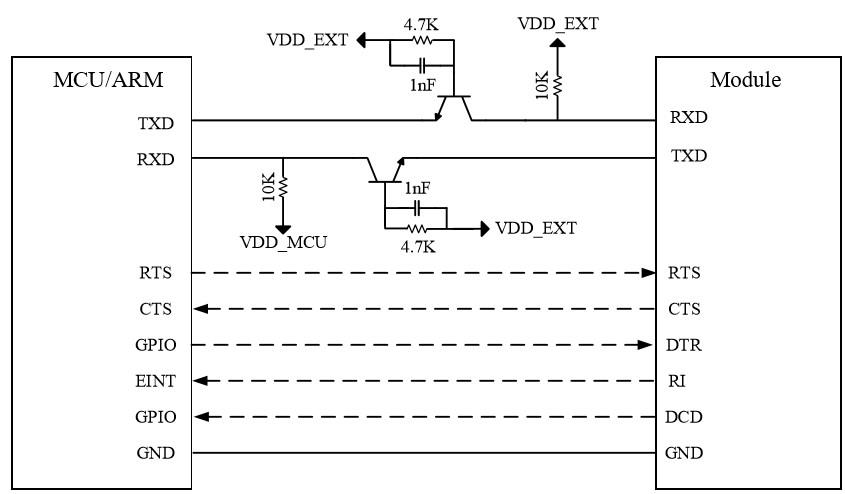 4.7K
VDD_EXT
VDD_EXT
MCU/ARM
Module
1nF
10K
TXD
RXD
RXD
TXD
10K
1nF
VDD_EXT
VDD_MCU
4.7K
RTS
RTS
CTS
CTS
GPIO
DTR
EINT
RI
GPIO
DCD
GND
GND